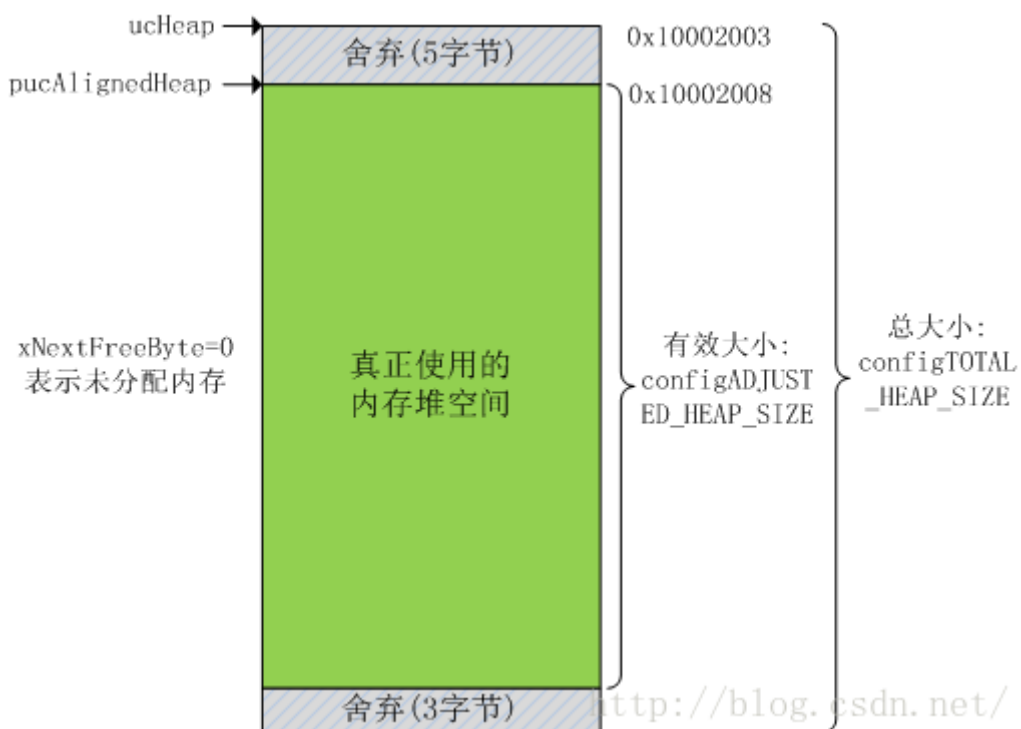 ucHeap
舍弃(5字节)
0x10002003
pucAlignedHeap
0x10002008
xNextFreeByte=0
表示未分配内存
真正使用的
内存堆空间
有效大小:
configADJUST
ED_HEAP_SIZE
总大小:
configTOTAL
_HEAP_SIZE
舍弃(3字节)
http://blog.csdn.net/